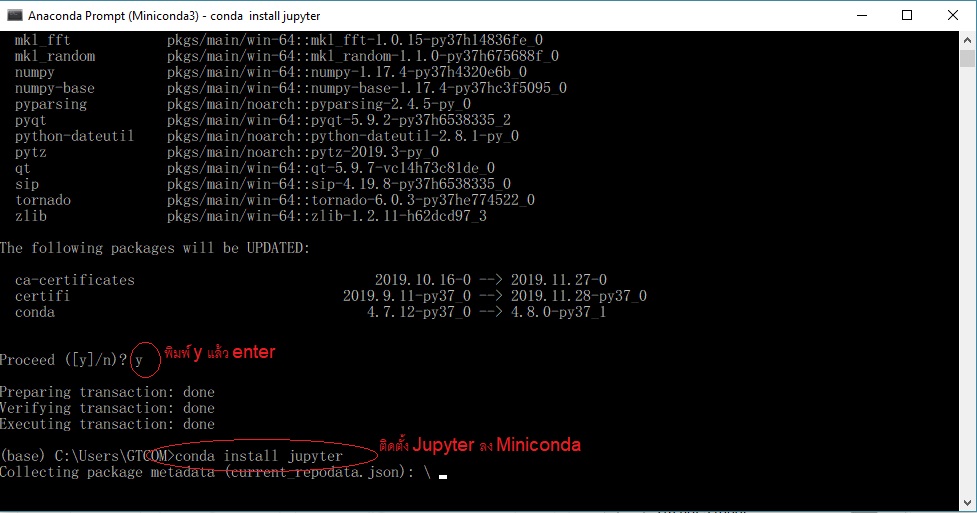 Anaconda Prompt (Miniconda3) - conda  install jupyter
mkl_fft            pkgs/main/win-64::mkl_fft-1.0.15-py37h14836fe_0
mkl_random         pkgs/main/win-64::mkl_random-1.1.0-py37h675688f_0
numpy              pkgs/main/win-64::numpy-1.17.4-py37h4320e6b_0
numpy-base         pkgs/main/win-64::numpy-base-1.17.4-py37hc3f5095_0
pyparsing          pkgs/main/noarch::pyparsing-2.4.5-py_0
pyqt               pkgs/main/win-64::pyqt-5.9.2-py37h6538335_2
python-dateutil    pkgs/main/noarch::python-dateutil-2.8.1-py_0
pytz               pkgs/main/noarch::pytz-2019.3-py_0
qt                 pkgs/main/win-64::qt-5.9.7-vc14h73c81de_0
sip                pkgs/main/win-64::sip-4.19.8-py37h6538335_0
tornado            pkgs/main/win-64::tornado-6.0.3-py37he774522_0
zlib               pkgs/main/win-64::zlib-1.2.11-h62dcd97_3
The following packages will be UPDATED:
ca-certificates                              2019.10.16-0 --> 2019.11.27-0
certifi                                  2019.9.11-py37_0 --> 2019.11.28-py37_0
conda                                       4.7.12-py37_0 --> 4.8.0-py37_1
Proceed ([y]/n)? y พิมพ์ y แล้ว enter
Preparing transaction: done
Verifying transaction: done
Executing transaction: done
ติดตั้ง Jupyter ลง Miniconda
(base) C:\Users\GTCOM>conda install jupyter
Collecting package metadata (current_repodata.json): \